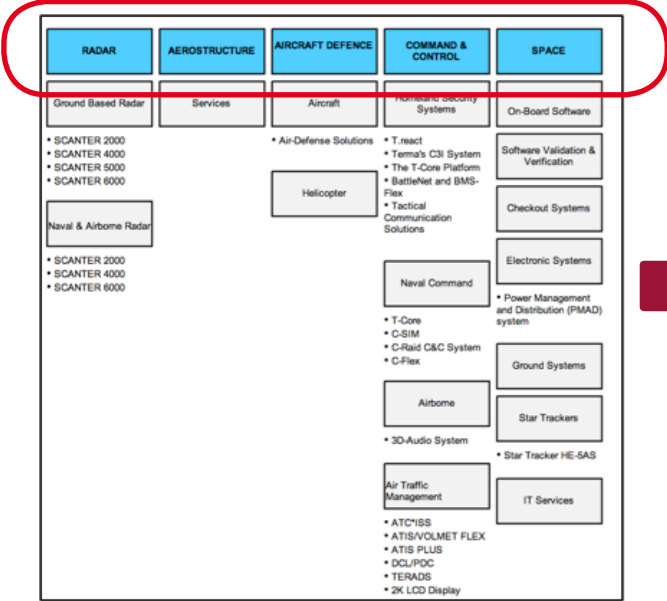 RADAR
AEROSTRUCTURE
AIRCRAFT DEFENCE
COMMAND &
CONTROL
SPACE
Ground Based Radar
• SCANTER 2000
• SCANTER 4000
• SCANTER 5000
• SCANTER 6000
Naval & Airborne Radar
• SCANTER 2000
• SCANTER 4000
• SCANTER 6000
Services
Aircraft
• Air-Defense Solutions
Helicopter
Homeland Security
Systems
• T.react
• Terma's C3I System
• The T-Core Platform
• BattleNet and BMS-
Flex
• Tactical
Communication
Solutions
Naval Command
• T-Core
• C-SIM
• C-Raid C&C System
• C-Flex
Airborne
• 3D-Audio System
Air Traffic
Management
• ATC*ISS
• ATIS/VOLMET FLEX
• ATIS PLUS
• DCL/PDC
• TERADS
• 2K LCD Display
On-Board Software
Software Validation &
Verification
Checkout Systems
Electronic Systems
• Power Management
and Distribution (PMAD)
system
Ground Systems
Star Trackers
• Star Tracker HE-5AS
IT Services